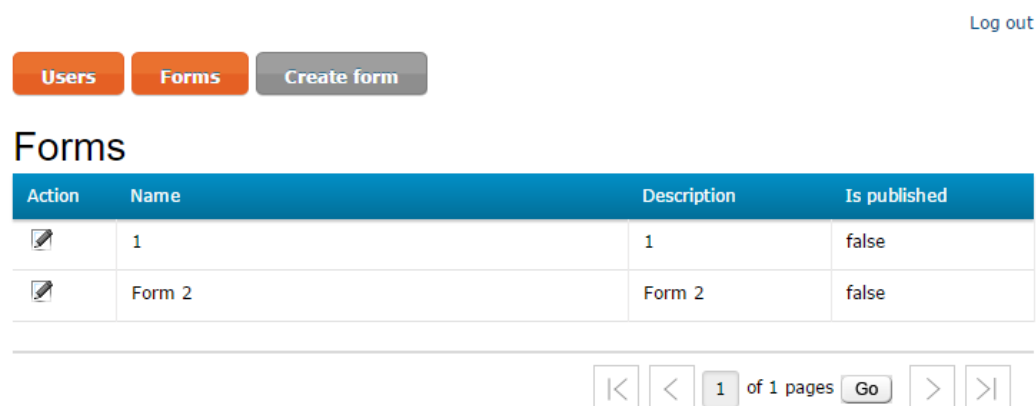 Log out
Users Forms Create form
Forms
Action Name Description Is published
1 1 false
Form 2 Form 2 false
1 of 1 pages Go